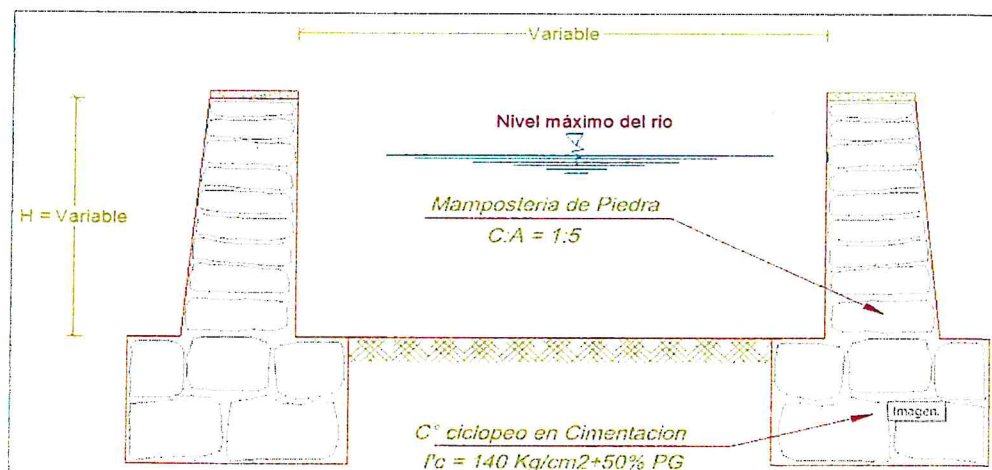 Variable
Nivel máximo del río
H = Variable
Mamposteria de Piedra
C:A = 1:5
Imagen.
C° ciclopeo en Cimentacion
f'c = 140 Kg/cm2+50% PG